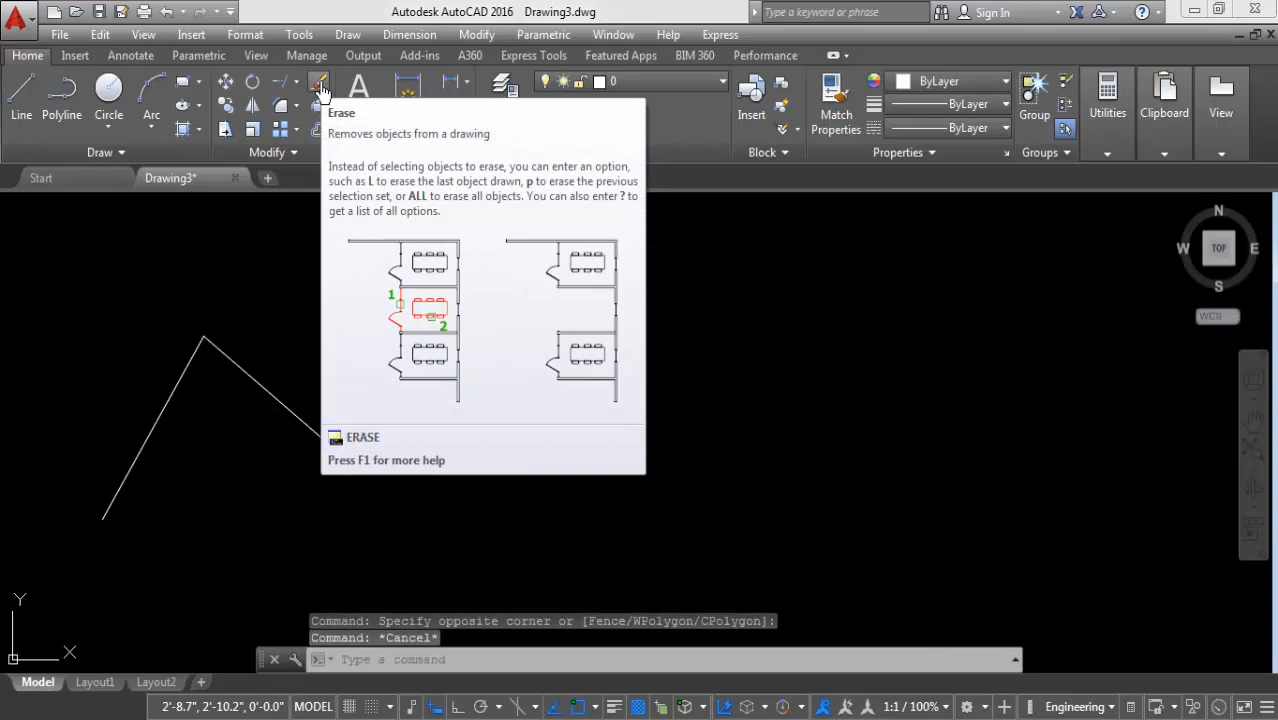 Autodesk AutoCAD 2016 Drawing3.dwg
Type a keyword or phrase
Sign In
File Edit View Insert Format Tools Draw Dimension Modify Parametric Window Help Express
Home Insert Annotate Parametric View Manage Output Add-ins A360 Express Tools Featured Apps BIM 360 Performance
A
0
ByLayer
Line Polyline Circle Arc
Insert
Match
Properties
ByLayer
Group
Utilities
Clipboard
View
ByLayer
Draw
Modify
Block
Properties
Groups
Start
Drawing3*
Erase
Removes objects from a drawing
Instead of selecting objects to erase, you can enter an option,
such as L to erase the last object drawn, p to erase the previous
selection set, or ALL to erase all objects. You can also enter ? to
get a list of all options.
1
2
ERASE
Press F1 for more help
N
W TOP E
S
WCS
Y
X
Command: Specify opposite corner or [Fence/WPolygon/CPolygon]:
Command: *Cancel*
Type a command
Model Layout1 Layout2
2'-8.7", 2'-10.2", 0'-0.0" MODEL
1:1 / 100%
Engineering